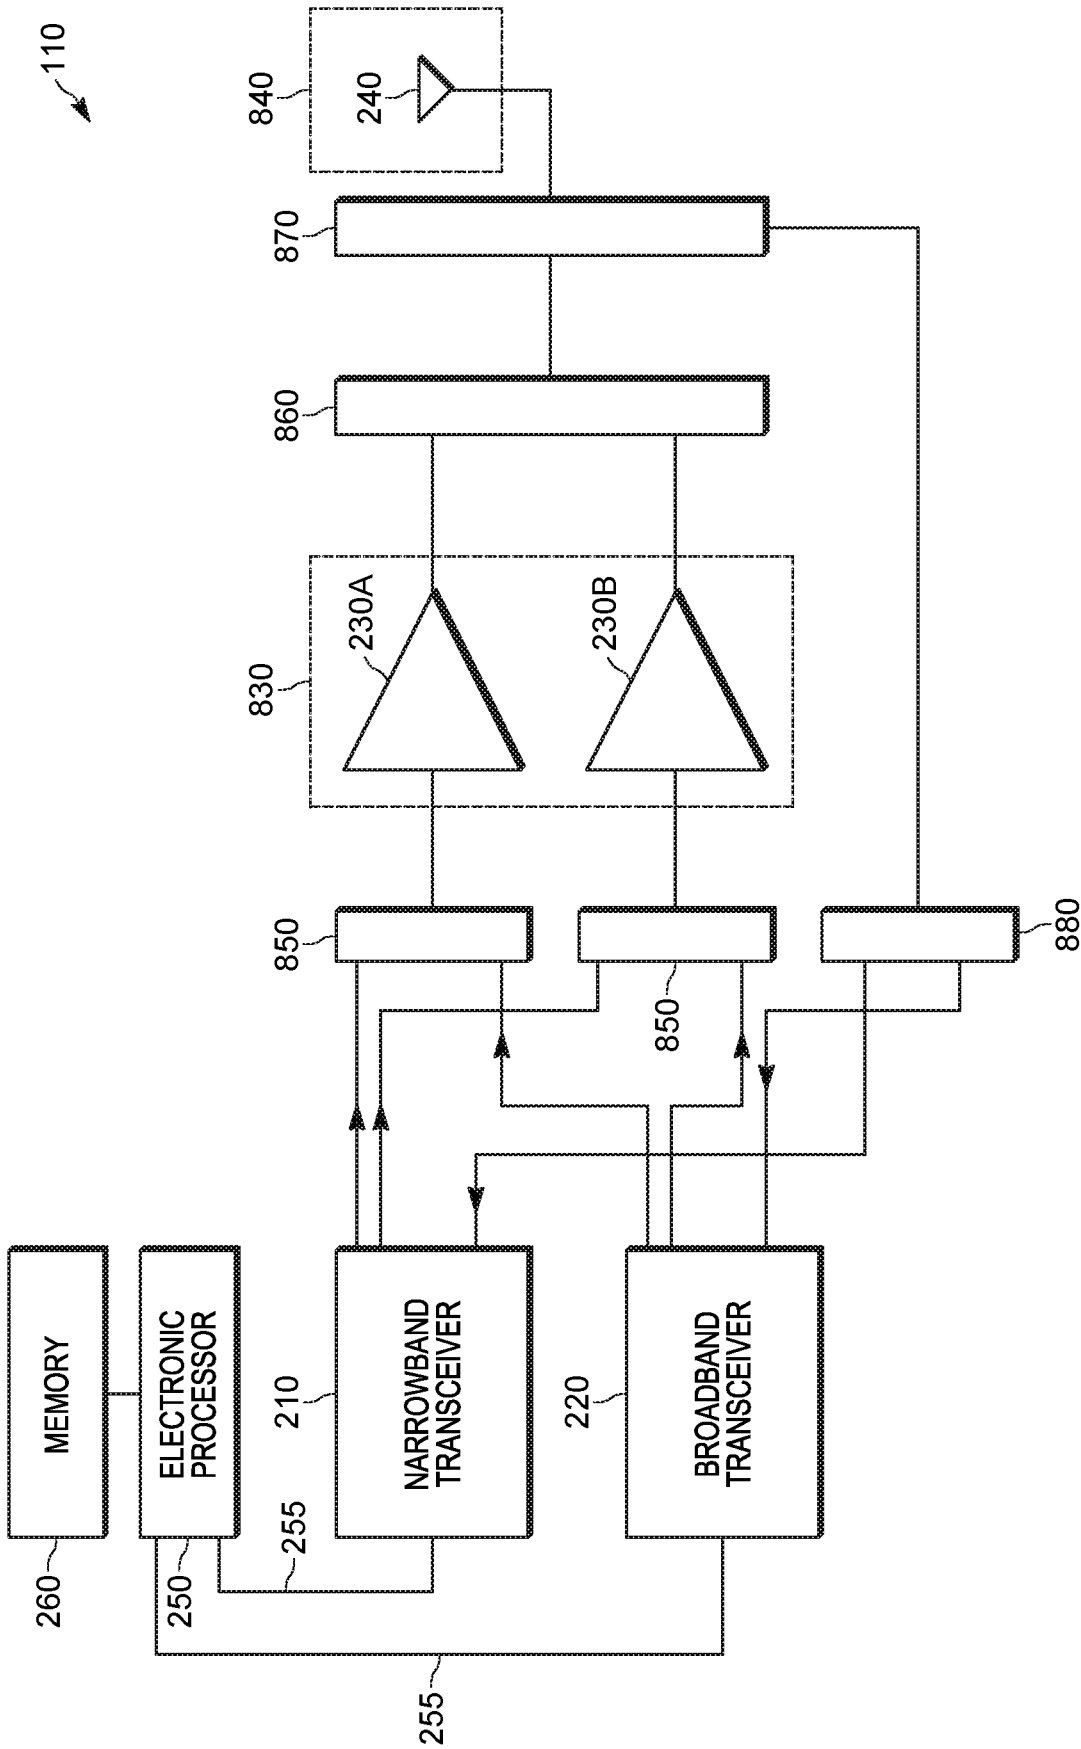 110
MEMORY
260
ELECTRONIC
PROCESSOR
250
255
255
NARROWBAND
TRANSCEIVER
210
BROADBAND
TRANSCEIVER
220
850
850
880
830
230A
230B
860
870
840
240